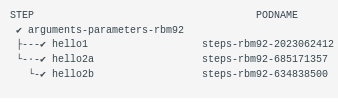 STEP PODNAME
✔ arguments-parameters-rbm92
├---✔ hello1 steps-rbm92-2023062412
└-·-✔ hello2a steps-rbm92-685171357
└-✔ hello2b steps-rbm92-634838500